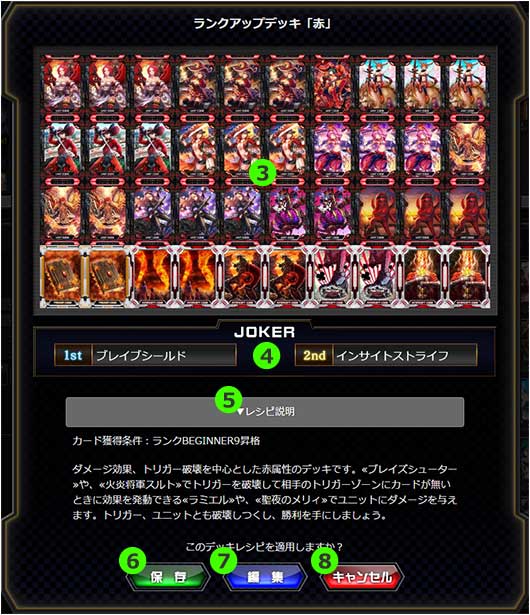 ランクアップデッキ「赤」
3
JOKER
1st ブレイブシールド
4
2nd インサイトストライフ
5
▼レシピ説明
カード獲得条件：ランクBEGINNER9昇格
ダメージ効果、トリガー破壊を中心とした赤属性のデッキです。≪ブレイズシューター
≫や、≪火炎将軍スルト≫でトリガーを破壊して相手のトリガーゾーンにカードが無い
ときに効果を発動できる≪ラミエル≫や、≪聖夜のメリィ≫でユニットにダメージを与え
ます。トリガー、ユニットとも破壊しつくし、勝利を手にしましょう。
このデッキレシピを適用しますか？
6 7 8
保存 編集 キャンセル